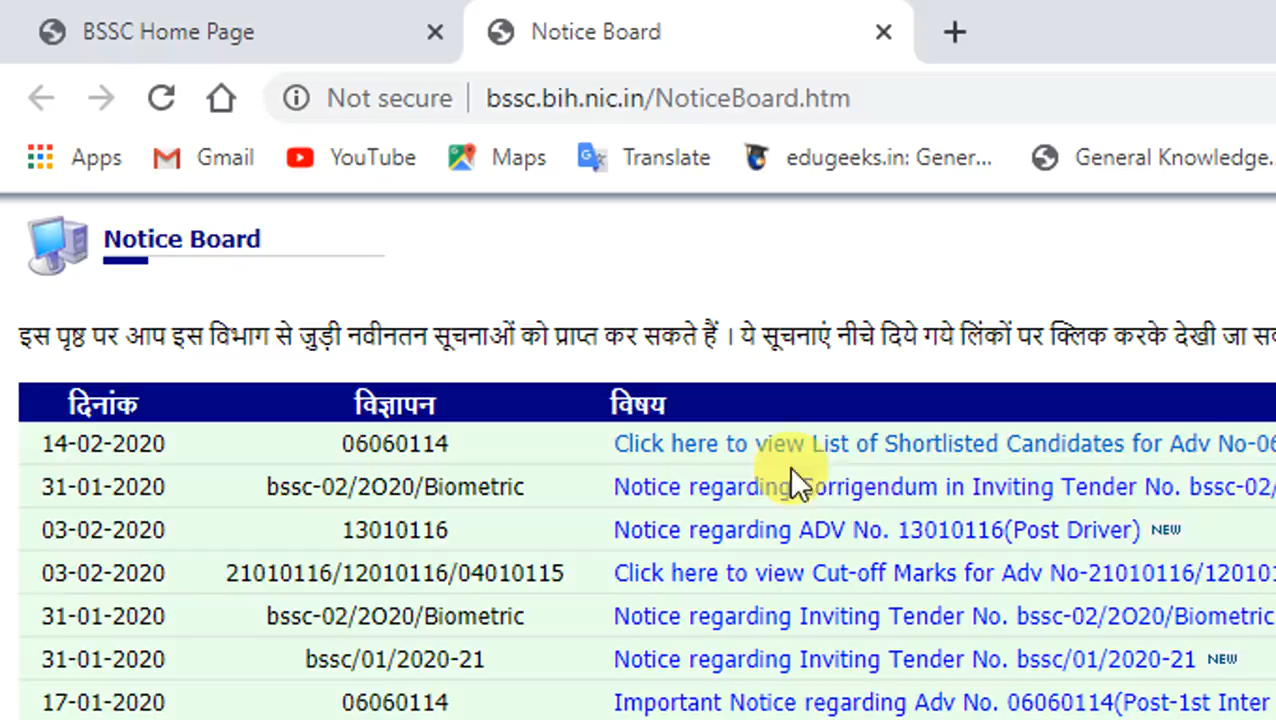 BSSC Home Page
Notice Board
Not secure
bssc.bih.nic.in/NoticeBoard.htm
Apps Gmail YouTube Maps Translate edugeeks.in: Gener... General Knowledge.
Notice Board
इस पृष्ठ पर आप इस विभाग से जुड़ी नवीनतन सूचनाओं को प्राप्त कर सकते हैं । ये सूचनाएं नीचे दिये गये लिंकों पर क्लिक करके देखी जा
दिनांक विज्ञापन विषय
14-02-2020 06060114 Click here to view List of Shortlisted Candidates for Adv No-06
31-01-2020 bssc-02/2O20/Biometric Notice regarding Corrigendum in Inviting Tender No. bssc-02/
03-02-2020 13010116 Notice regarding ADV No. 13010116(Post Driver) NEW
03-02-2020 21010116/12010116/04010115 Click here to view Cut-off Marks for Adv No-21010116/12010
31-01-2020 bssc-02/2O20/Biometric Notice regarding Inviting Tender No. bssc-02/2O20/Biometric
31-01-2020 bssc/01/2020-21 Notice regarding Inviting Tender No. bssc/01/2020-21 NEW
17-01-2020 06060114 Important Notice regarding Adv No. 06060114(Post-1st Inter